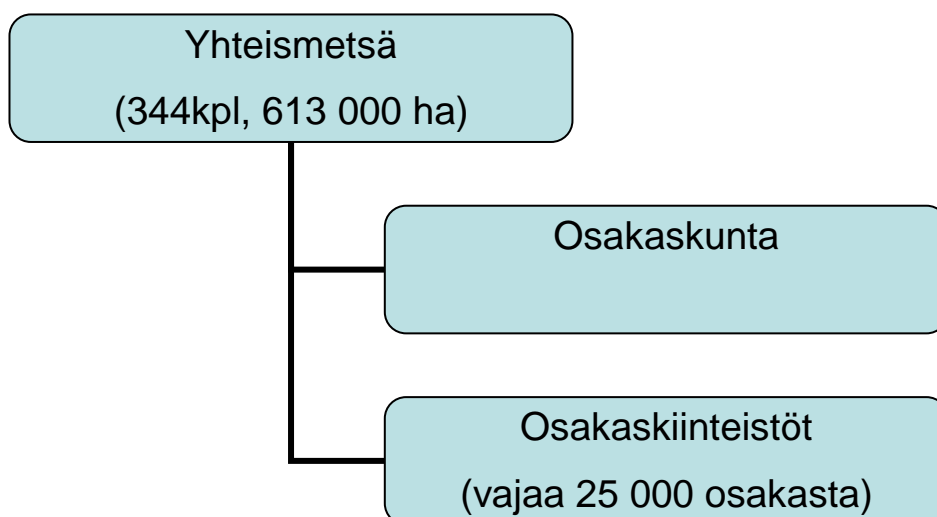 Yhteismetsä
(344kpl, 613 000 ha)
Osakaskunta
Osakaskiinteistöt
(vajaa 25 000 osakasta)